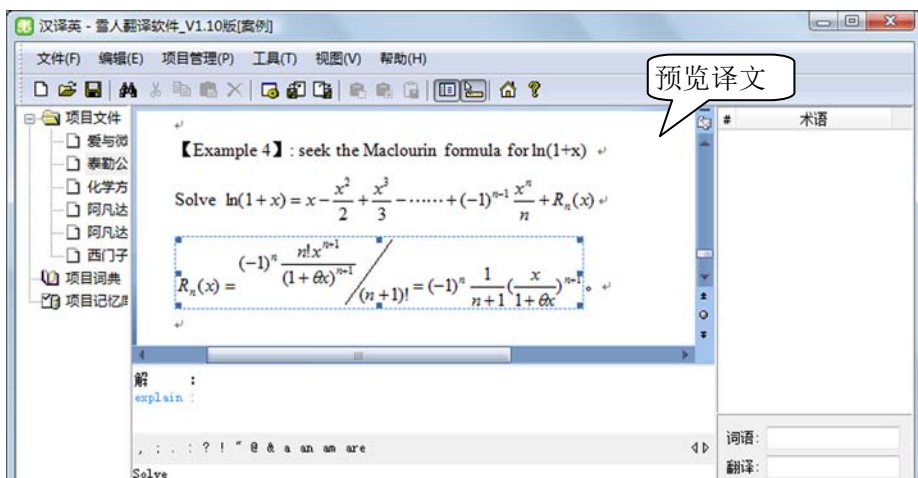 汉译英 - 雪人翻译软件_V1.10版[案例]
文件(F) 编辑(E) 项目管理(P) 工具(T) 视图(V) 帮助(H)
预览译文
项目文件
爱与微
泰勒公
化学方
阿凡达
阿凡达
西门子
项目词典
项目记忆库
【Example 4】: seek the Maclourin formula for ln(1+x)
Solve ln(1 + x) = x − x²/2 + x³/3 − ······ + (−1)ⁿ⁻¹ xⁿ/n + Rₙ(x)
Rₙ(x) = (−1)ⁿ n!xⁿ⁺¹/(1 + θx)ⁿ⁺¹ / (n + 1)! = (−1)ⁿ 1/(n + 1) (x/(1 + θx))ⁿ⁺¹ 。
# 术语
解 :
explain :
, ; . : ? ! " @ & a an am are
Solve
词语:
翻译: